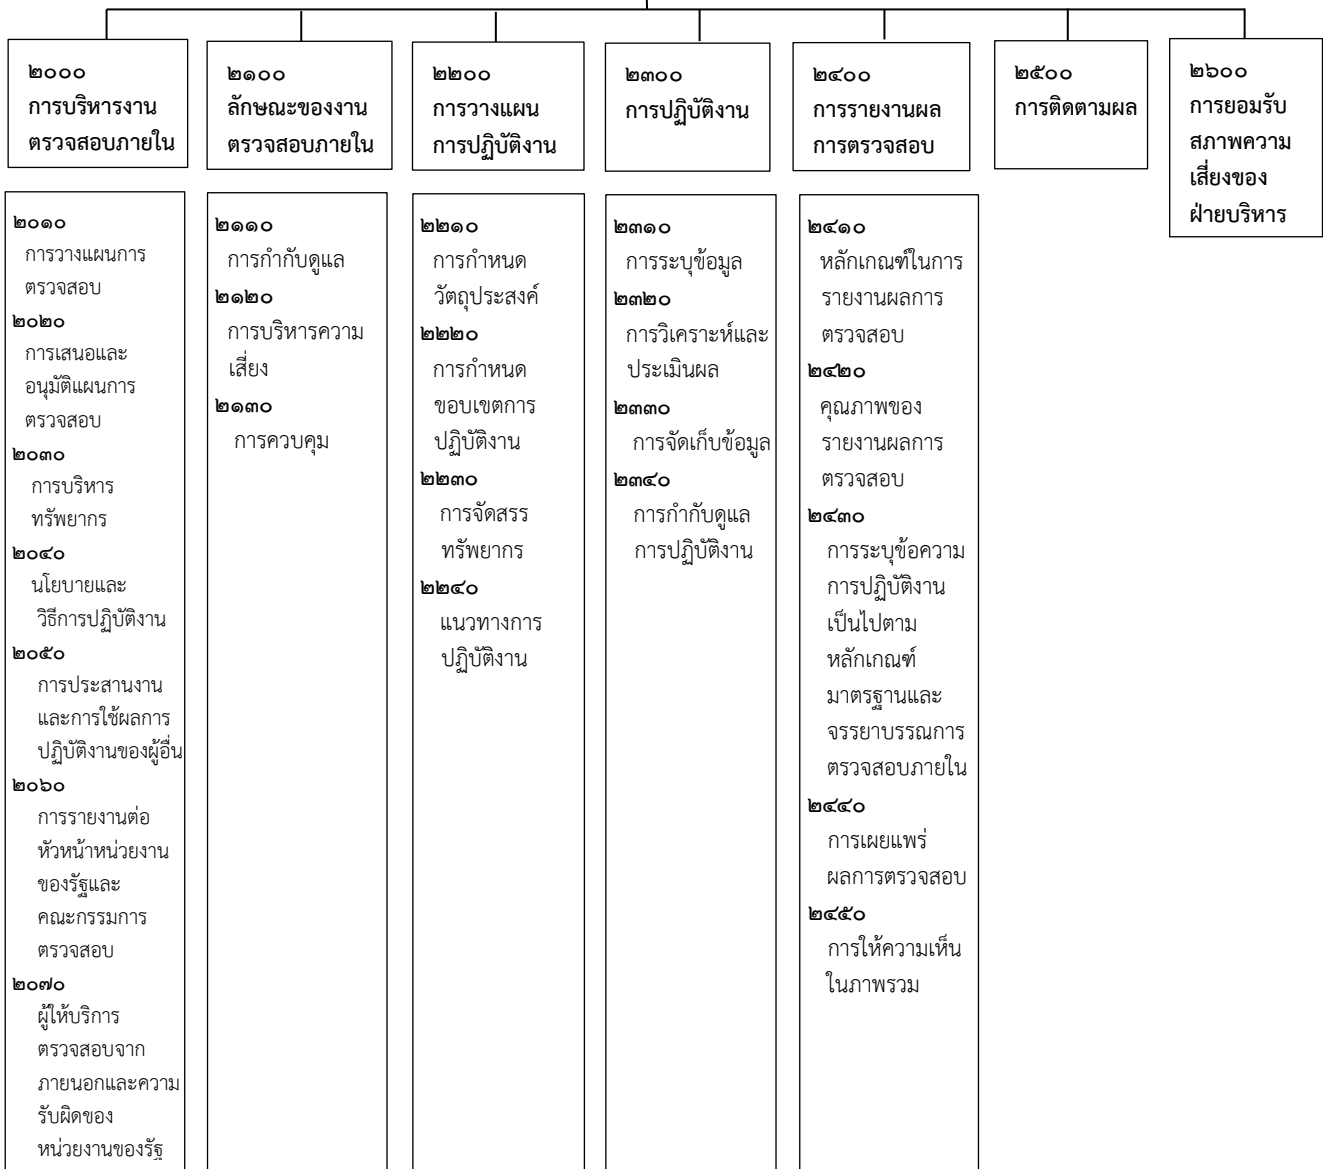 ๒๐๐๐
การบริหารงาน
ตรวจสอบภายใน
๒๑๐๐
ลักษณะของงาน
ตรวจสอบภายใน
๒๒๐๐
การวางแผน
การปฏิบัติงาน
๒๓๐๐
การปฏิบัติงาน
๒๔๐๐
การรายงานผล
การตรวจสอบ
๒๕๐๐
การติดตามผล
๒๖๐๐
การยอมรับ
สภาพความ
เสี่ยงของ
ฝ่ายบริหาร
๒๐๑๐
การวางแผนการ
ตรวจสอบ
๒๐๒๐
การเสนอและ
อนุมัติแผนการ
ตรวจสอบ
๒๐๓๐
การบริหาร
ทรัพยากร
๒๐๔๐
นโยบายและ
วิธีการปฏิบัติงาน
๒๐๕๐
การประสานงาน
และการใช้ผลการ
ปฏิบัติงานของผู้อื่น
๒๐๖๐
การรายงานต่อ
หัวหน้าหน่วยงาน
ของรัฐและ
คณะกรรมการ
ตรวจสอบ
๒๐๗๐
ผู้ให้บริการ
ตรวจสอบจาก
ภายนอกและความ
รับผิดของ
หน่วยงานของรัฐ
๒๑๑๐
การกำกับดูแล
๒๑๒๐
การบริหารความ
เสี่ยง
๒๑๓๐
การควบคุม
๒๒๑๐
การกำหนด
วัตถุประสงค์
๒๒๒๐
การกำหนด
ขอบเขตการ
ปฏิบัติงาน
๒๒๓๐
การจัดสรร
ทรัพยากร
๒๒๔๐
แนวทางการ
ปฏิบัติงาน
๒๓๑๐
การระบุข้อมูล
๒๓๒๐
การวิเคราะห์และ
ประเมินผล
๒๓๓๐
การจัดเก็บข้อมูล
๒๓๔๐
การกำกับดูแล
การปฏิบัติงาน
๒๔๑๐
หลักเกณฑ์ในการ
รายงานผลการ
ตรวจสอบ
๒๔๒๐
คุณภาพของ
รายงานผลการ
ตรวจสอบ
๒๔๓๐
การระบุข้อความ
การปฏิบัติงาน
เป็นไปตาม
หลักเกณฑ์
มาตรฐานและ
จรรยาบรรณการ
ตรวจสอบภายใน
๒๔๔๐
การเผยแพร่
ผลการตรวจสอบ
๒๔๕๐
การให้ความเห็น
ในภาพรวม